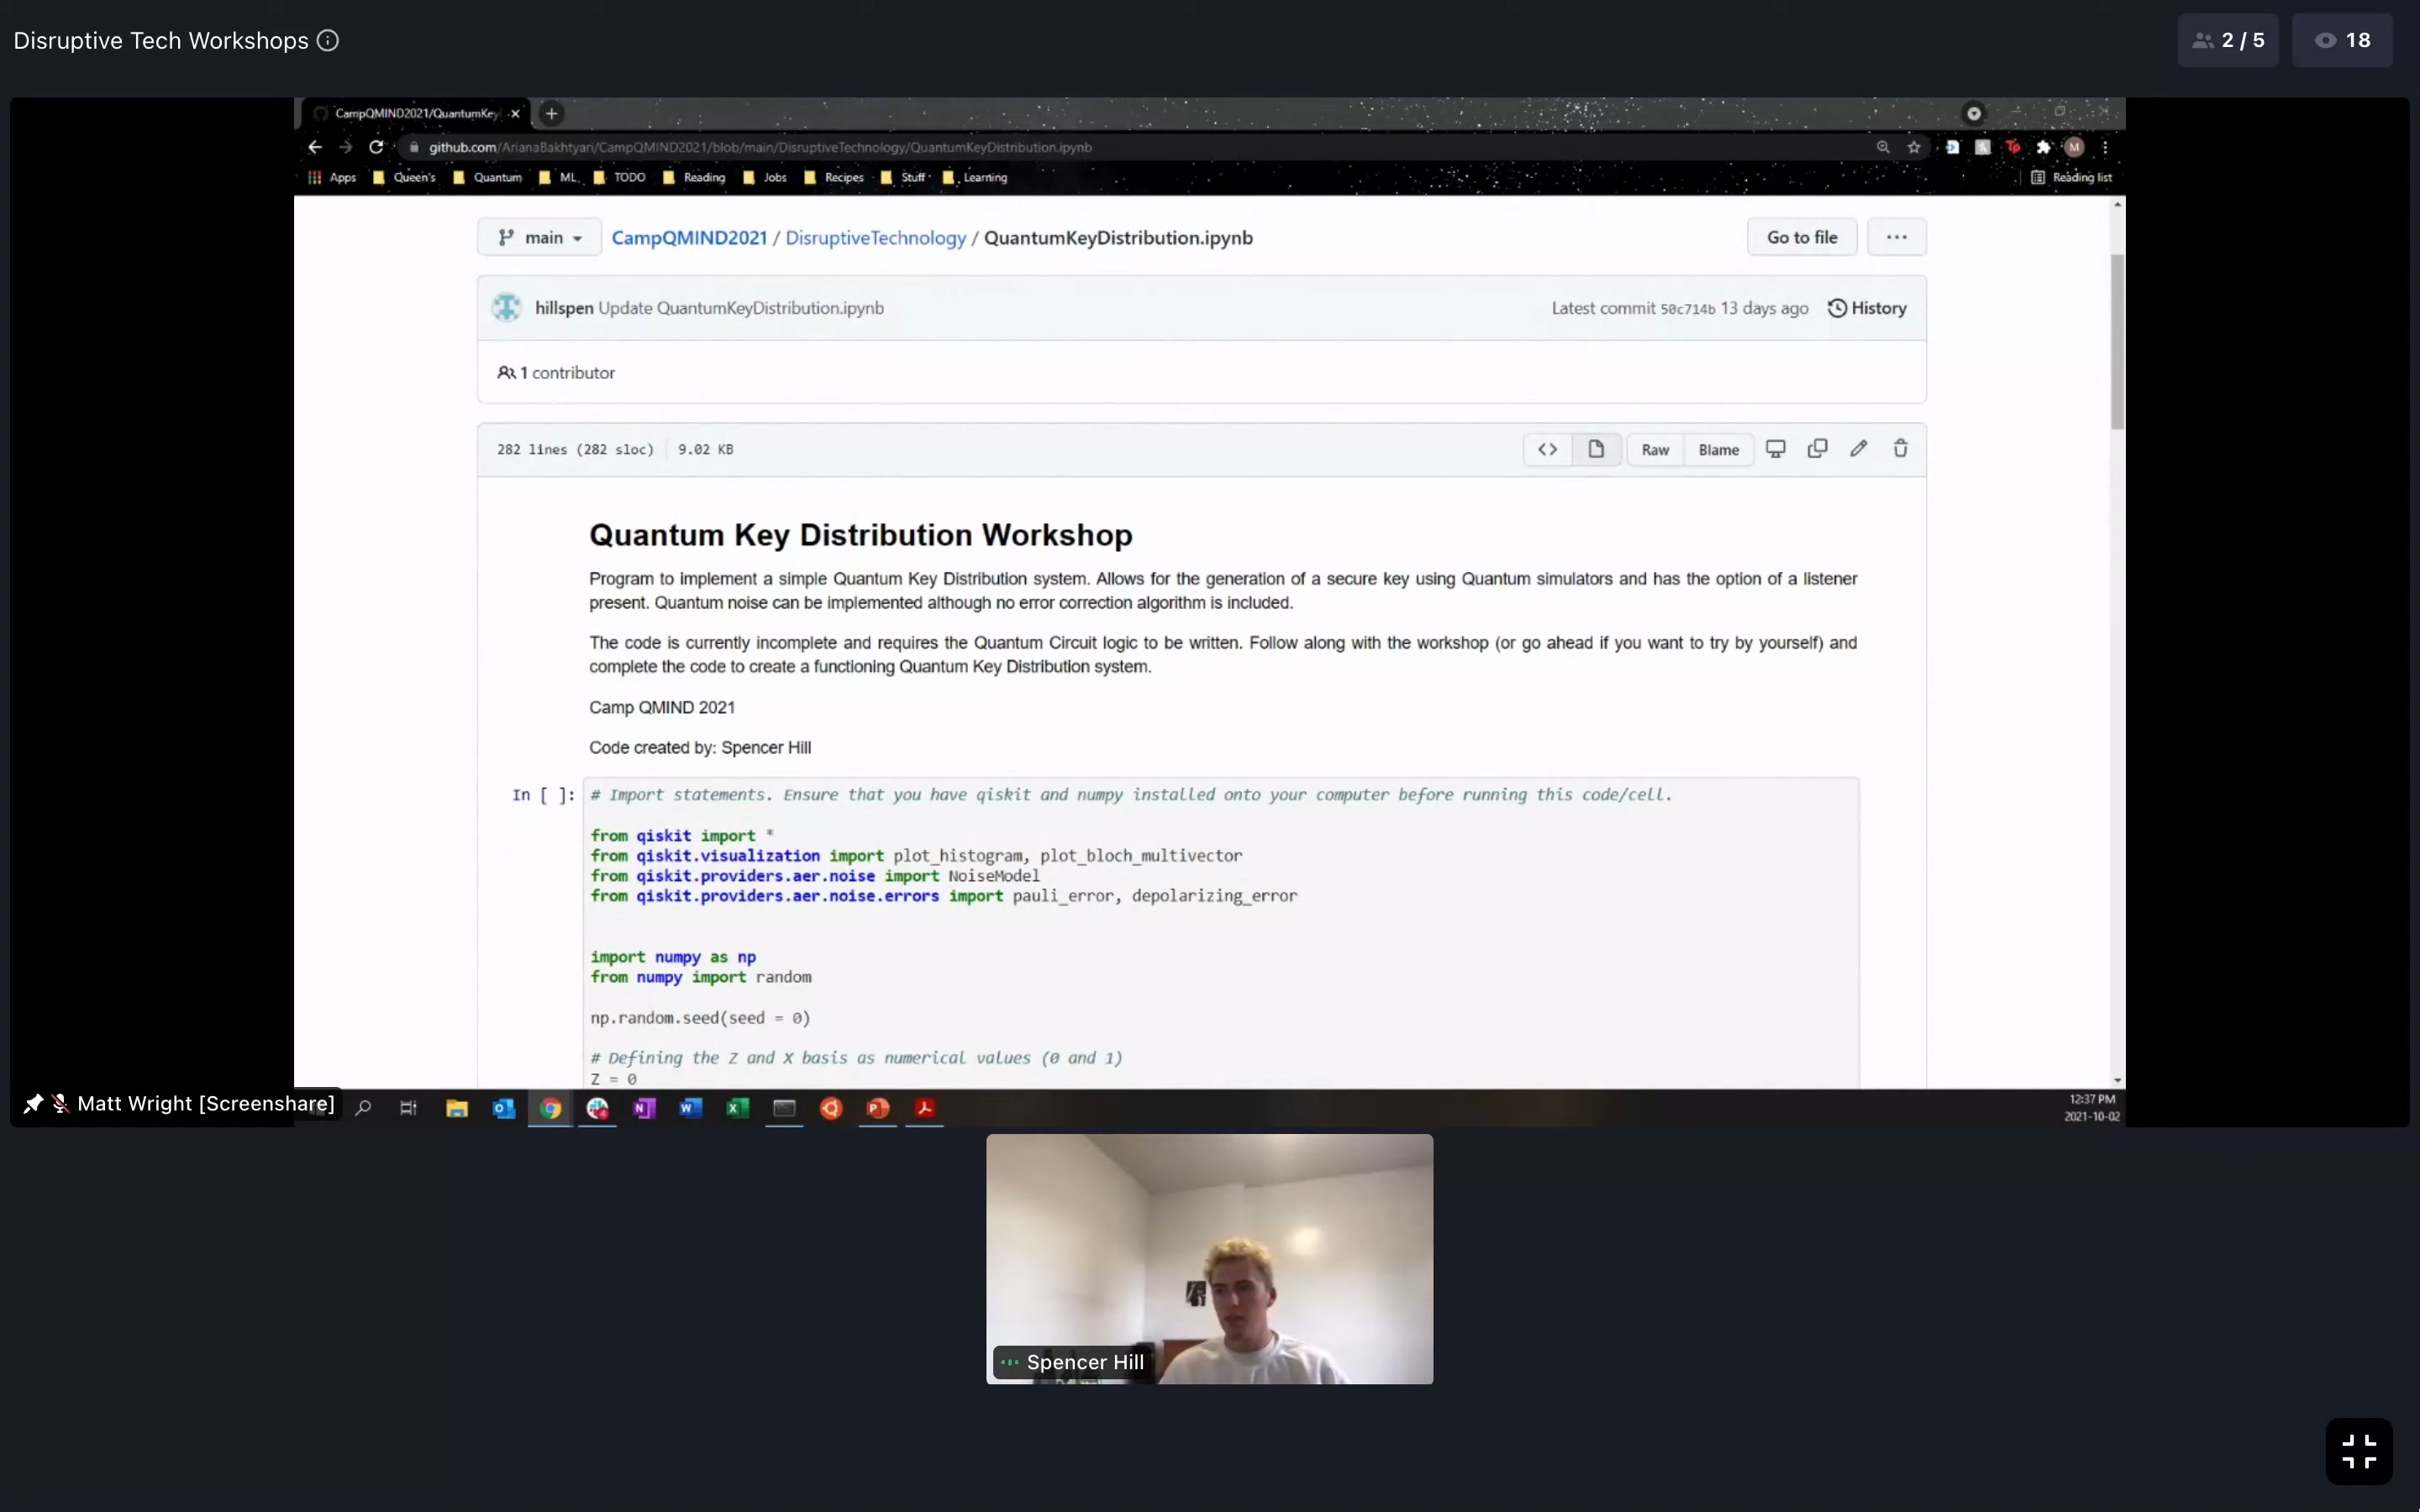 Disruptive Tech Workshops
2 / 5
18
CampQMIND2021/QuantumKey
github.com/ArianaBakhtyari/CampQMIND2021/blob/main/DisruptiveTechnology/QuantumKeyDistribution.ipynb
Apps Queen's Quantum ML TODO Reading Jobs Recipes Stuff Learning Reading list
main CampQMIND2021 / DisruptiveTechnology / QuantumKeyDistribution.ipynb Go to file ...
hillspen Update QuantumKeyDistribution.ipynb Latest commit 50c714b 13 days ago History
1 contributor
282 lines (282 sloc) 9.02 KB <> Raw Blame
Quantum Key Distribution Workshop
Program to implement a simple Quantum Key Distribution system. Allows for the generation of a secure key using Quantum simulators and has the option of a listener
present. Quantum noise can be implemented although no error correction algorithm is included.
The code is currently incomplete and requires the Quantum Circuit logic to be written. Follow along with the workshop (or go ahead if you want to try by yourself) and
complete the code to create a functioning Quantum Key Distribution system.
Camp QMIND 2021
Code created by: Spencer Hill
In [ ]: # Import statements. Ensure that you have qiskit and numpy installed onto your computer before running this code/cell.
from qiskit import *
from qiskit.visualization import plot_histogram, plot_bloch_multivector
from qiskit.providers.aer.noise import NoiseModel
from qiskit.providers.aer.noise.errors import pauli_error, depolarizing_error
import numpy as np
from numpy import random
np.random.seed(seed = 0)
# Defining the Z and X basis as numerical values (0 and 1)
Z = 0
Matt Wright [Screenshare]
12:37 PM
2021-10-02
Spencer Hill